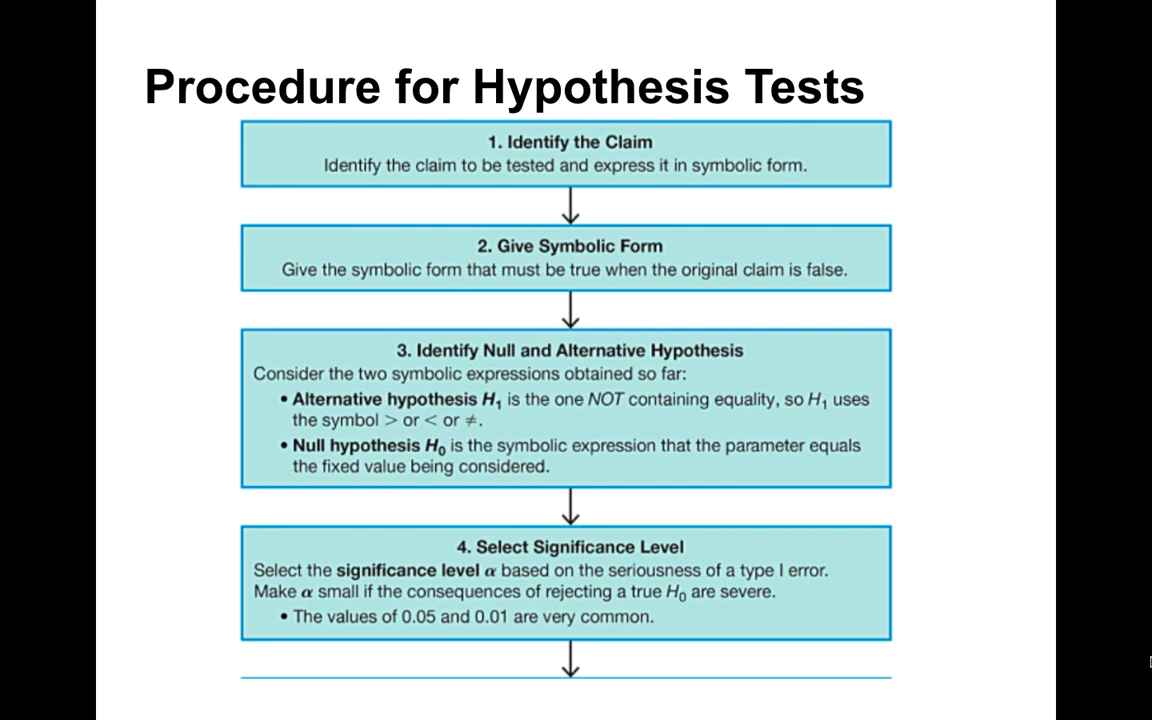 Procedure for Hypothesis Tests
1. Identify the Claim
Identify the claim to be tested and express it in symbolic form.
2. Give Symbolic Form
Give the symbolic form that must be true when the original claim is false.
3. Identify Null and Alternative Hypothesis
Consider the two symbolic expressions obtained so far:
• Alternative hypothesis H₁ is the one NOT containing equality, so H₁ uses
the symbol > or < or ≠.
• Null hypothesis H₀ is the symbolic expression that the parameter equals
the fixed value being considered.
4. Select Significance Level
Select the significance level α based on the seriousness of a type I error.
Make α small if the consequences of rejecting a true H₀ are severe.
• The values of 0.05 and 0.01 are very common.